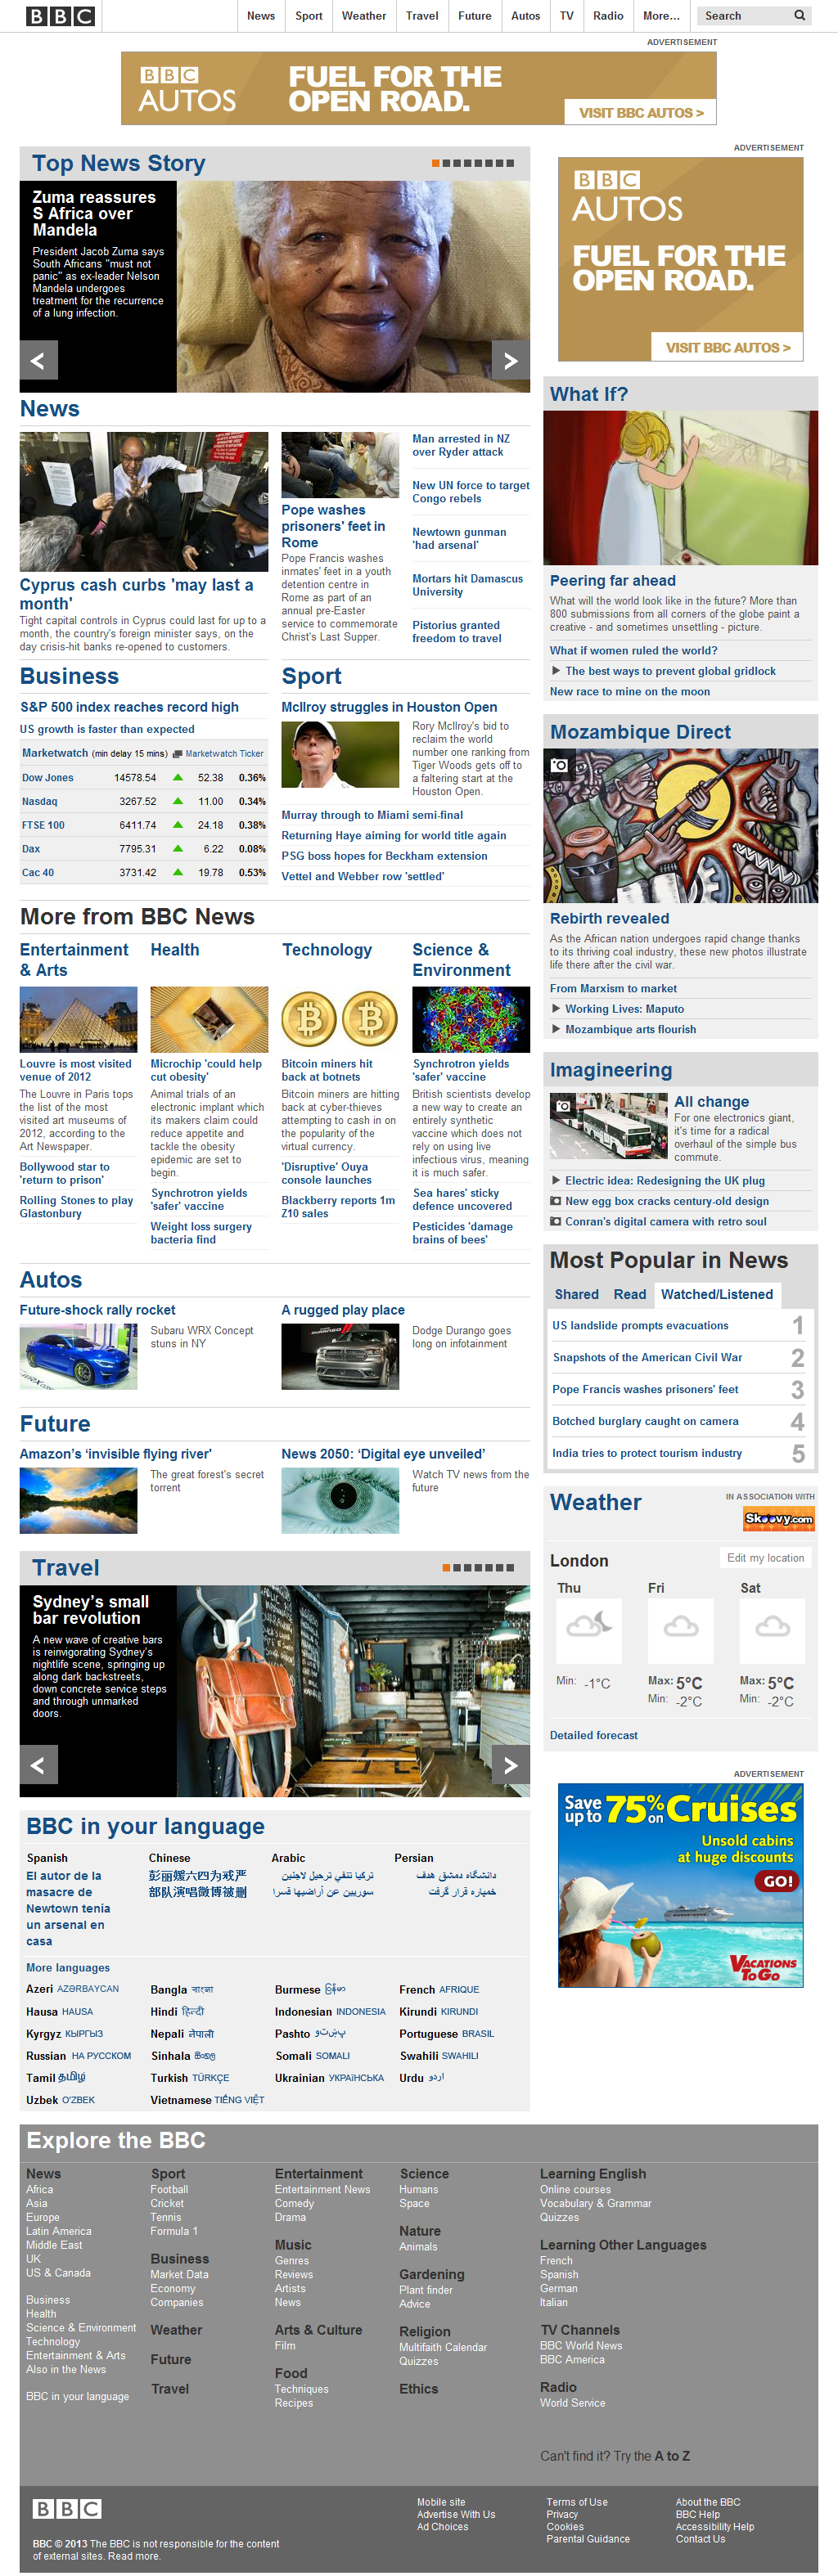 BBC
News Sport Weather Travel Future Autos TV Radio More... Search
ADVERTISEMENT
BBC
AUTOS
FUEL FOR THE
OPEN ROAD.
VISIT BBC AUTOS >
Top News Story
Zuma reassures
S Africa over
Mandela
President Jacob Zuma says
South Africans "must not
panic" as ex-leader Nelson
Mandela undergoes
treatment for the recurrence
of a lung infection.
News
Cyprus cash curbs 'may last a
month'
Tight capital controls in Cyprus could last for up to a
month, the country's foreign minister says, on the
day crisis-hit banks re-opened to customers.
Pope washes
prisoners' feet in
Rome
Pope Francis washes
inmates' feet in a youth
detention centre in
Rome as part of an
annual pre-Easter
service to commemorate
Christ's Last Supper.
Man arrested in NZ
over Ryder attack
New UN force to target
Congo rebels
Newtown gunman
'had arsenal'
Mortars hit Damascus
University
Pistorius granted
freedom to travel
Business
S&P 500 index reaches record high
US growth is faster than expected
Marketwatch (min delay 15 mins) Marketwatch Ticker
Dow Jones 14578.54 52.38 0.36%
Nasdaq 3267.52 11.00 0.34%
FTSE 100 6411.74 24.18 0.38%
Dax 7795.31 6.22 0.08%
Cac 40 3731.42 19.78 0.53%
Sport
McIlroy struggles in Houston Open
Rory McIlroy's bid to
reclaim the world
number one ranking from
Tiger Woods gets off to
a faltering start at the
Houston Open.
Murray through to Miami semi-final
Returning Haye aiming for world title again
PSG boss hopes for Beckham extension
Vettel and Webber row 'settled'
More from BBC News
Entertainment
& Arts
Louvre is most visited
venue of 2012
The Louvre in Paris tops
the list of the most
visited art museums of
2012, according to the
Art Newspaper.
Bollywood star to
'return to prison'
Rolling Stones to play
Glastonbury
Health
Microchip 'could help
cut obesity'
Animal trials of an
electronic implant which
its makers claim could
reduce appetite and
tackle the obesity
epidemic are set to
begin.
Synchrotron yields
'safer' vaccine
Weight loss surgery
bacteria find
Technology
Bitcoin miners hit
back at botnets
Bitcoin miners are hitting
back at cyber-thieves
attempting to cash in on
the popularity of the
virtual currency.
'Disruptive' Ouya
console launches
Blackberry reports 1m
Z10 sales
Science &
Environment
Synchrotron yields
'safer' vaccine
British scientists develop
a new way to create an
entirely synthetic
vaccine which does not
rely on using live
infectious virus, meaning
it is much safer.
Sea hares' sticky
defence uncovered
Pesticides 'damage
brains of bees'
Autos
Future-shock rally rocket
Subaru WRX Concept
stuns in NY
A rugged play place
Dodge Durango goes
long on infotainment
Future
Amazon’s ‘invisible flying river'
The great forest's secret
torrent
News 2050: ‘Digital eye unveiled’
Watch TV news from the
future
Travel
Sydney’s small
bar revolution
A new wave of creative bars
is reinvigorating Sydney’s
nightlife scene, springing up
along dark backstreets,
down concrete service steps
and through unmarked
doors.
ADVERTISEMENT
BBC
AUTOS
FUEL FOR THE
OPEN ROAD.
VISIT BBC AUTOS >
What If?
Peering far ahead
What will the world look like in the future? More than
800 submissions from all corners of the globe paint a
creative - and sometimes unsettling - picture.
What if women ruled the world?
The best ways to prevent global gridlock
New race to mine on the moon
Mozambique Direct
Rebirth revealed
As the African nation undergoes rapid change thanks
to its thriving coal industry, these new photos illustrate
life there after the civil war.
From Marxism to market
Working Lives: Maputo
Mozambique arts flourish
Imagineering
All change
For one electronics giant,
it's time for a radical
overhaul of the simple bus
commute.
Electric idea: Redesigning the UK plug
New egg box cracks century-old design
Conran's digital camera with retro soul
Most Popular in News
Shared Read Watched/Listened
US landslide prompts evacuations 1
Snapshots of the American Civil War 2
Pope Francis washes prisoners' feet 3
Botched burglary caught on camera 4
India tries to protect tourism industry 5
Weather
IN ASSOCIATION WITH
Skoovy.com
London
Edit my location
Thu Fri Sat
Min: -1°C Max: 5°C Max: 5°C
Min: -2°C Min: -2°C
Detailed forecast
ADVERTISEMENT
Save up to 75% on Cruises
Unsold cabins
at huge discounts
GO!
VACATIONS
To Go
BBC in your language
Spanish Chinese Arabic Persian
El autor de la
masacre de
Newtown tenía
un arsenal en
casa
彭丽媛六四为戒严
部队演唱微博被删
تركيا تنفي ترحيل لاجئين
سوريين عن أراضيها قسرا
دانشگاه دمشق هدف
خمپاره قرار گرفت
More languages
Azeri AZƏRBAYCAN Bangla বাংলা Burmese French AFRIQUE
Hausa HAUSA Hindi हिन्दी Indonesian INDONESIA Kirundi KIRUNDI
Kyrgyz КЫРГЫЗ Nepali नेपाली Pashto پښتو Portuguese BRASIL
Russian НА РУССКОМ Sinhala සිංහල Somali SOMALI Swahili SWAHILI
Tamil தமிழ் Turkish TÜRKÇE Ukrainian УКРАЇНСЬКА Urdu اردو
Uzbek O'ZBEK Vietnamese TIẾNG VIỆT
Explore the BBC
News
Africa
Asia
Europe
Latin America
Middle East
UK
US & Canada
Business
Health
Science & Environment
Technology
Entertainment & Arts
Also in the News
BBC in your language
Sport
Football
Cricket
Tennis
Formula 1
Business
Market Data
Economy
Companies
Weather
Future
Travel
Entertainment
Entertainment News
Comedy
Drama
Music
Genres
Reviews
Artists
News
Arts & Culture
Film
Food
Techniques
Recipes
Science
Humans
Space
Nature
Animals
Gardening
Plant finder
Advice
Religion
Multifaith Calendar
Quizzes
Ethics
Learning English
Online courses
Vocabulary & Grammar
Quizzes
Learning Other Languages
French
Spanish
German
Italian
TV Channels
BBC World News
BBC America
Radio
World Service
Can't find it? Try the A to Z
BBC
BBC © 2013 The BBC is not responsible for the content
of external sites. Read more.
Mobile site
Advertise With Us
Ad Choices
Terms of Use
Privacy
Cookies
Parental Guidance
About the BBC
BBC Help
Accessibility Help
Contact Us